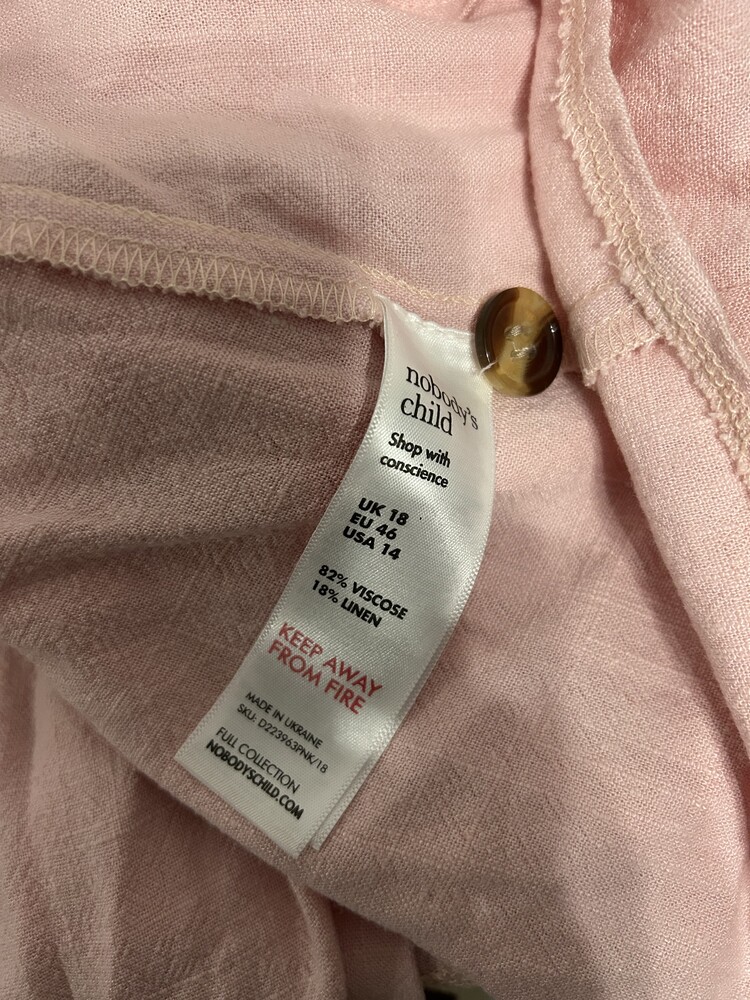 nobody's
child
Shop with
conscience
UK 18
EU 46
USA 14
82% VISCOSE
18% LINEN
KEEP AWAY
FROM FIRE
MADE IN UKRAINE
SKU: D223963PNK/18
FULL COLLECTION
NOBODYSCHILD.COM